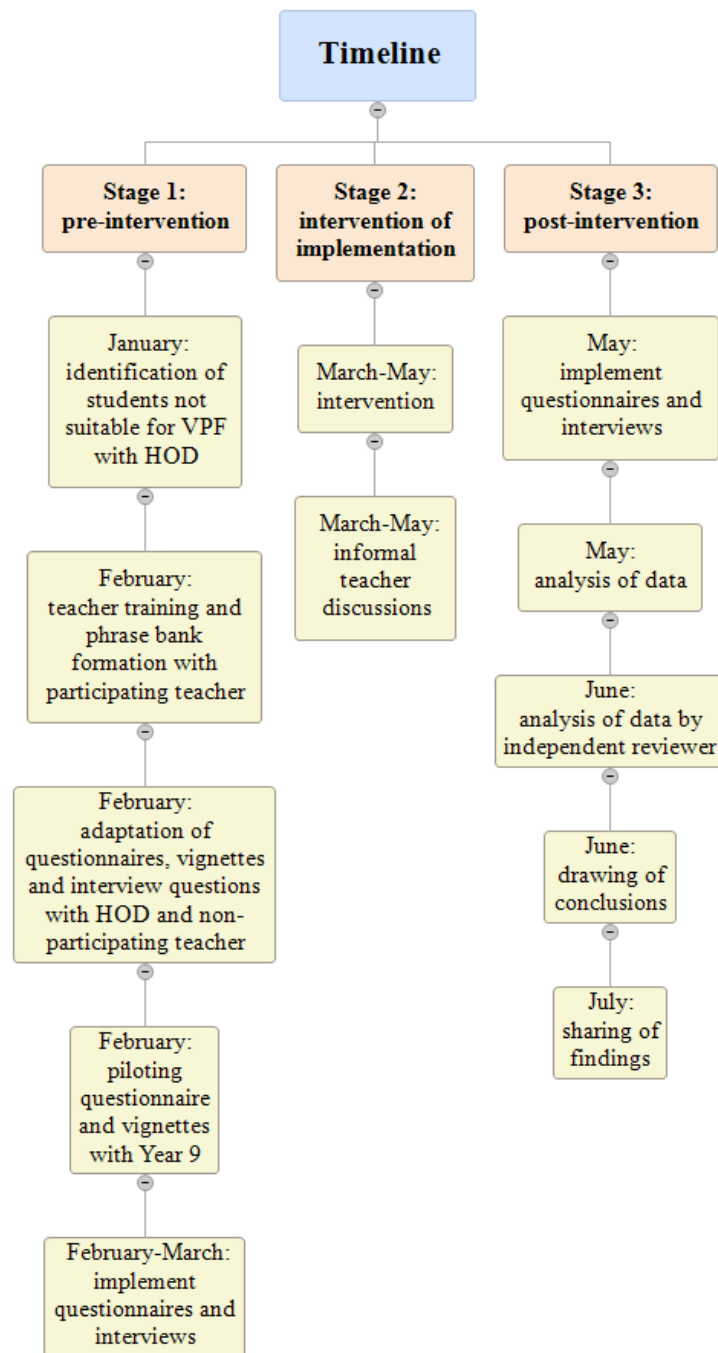 Timeline
Stage 1:
pre-intervention
January:
identification of
students not
suitable for VPF
with HOD
February:
teacher training and
phrase bank
formation with
participating teacher
February:
adaptation of
questionnaires, vignettes
and interview questions
with HOD and non-
participating teacher
February:
piloting
questionnaire
and vignettes
with Year 9
February-March:
implement
questionnaires and
interviews
Stage 2:
intervention of
implementation
March-May:
intervention
March-May:
informal
teacher
discussions
Stage 3:
post-intervention
May:
implement
questionnaires and
interviews
May:
analysis of data
June:
analysis of data by
independent reviewer
June:
drawing of
conclusions
July:
sharing of
findings